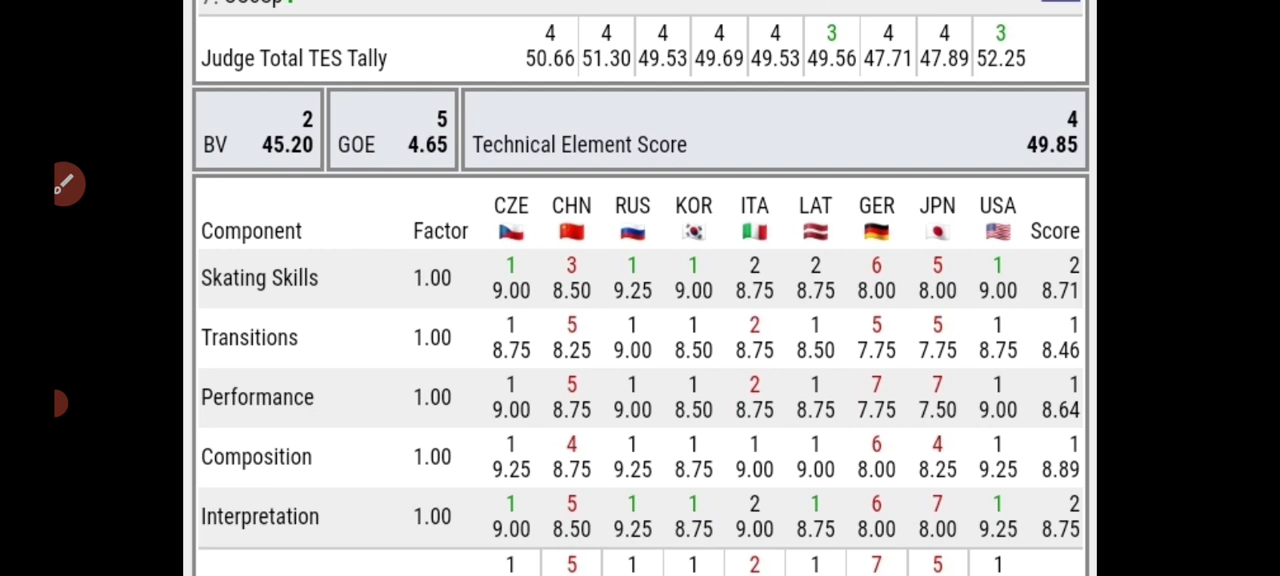 4 4 4 4 4 3 4 4 3
Judge Total TES Tally 50.66 51.30 49.53 49.69 49.53 49.56 47.71 47.89 52.25
2 5 4
BV 45.20 GOE 4.65 Technical Element Score 49.85
CZE CHN RUS KOR ITA LAT GER JPN USA
Component Factor Score
1 3 1 1 2 2 6 5 1 2
Skating Skills 1.00 9.00 8.50 9.25 9.00 8.75 8.75 8.00 8.00 9.00 8.71
1 5 1 1 2 1 5 5 1 1
Transitions 1.00 8.75 8.25 9.00 8.50 8.75 8.50 7.75 7.75 8.75 8.46
1 5 1 1 2 1 7 7 1 1
Performance 1.00 9.00 8.75 9.00 8.50 8.75 8.75 7.75 7.50 9.00 8.64
1 4 1 1 1 1 6 4 1 1
Composition 1.00 9.25 8.75 9.25 8.75 9.00 9.00 8.00 8.25 9.25 8.89
1 5 1 1 2 1 6 7 1 2
Interpretation 1.00 9.00 8.50 9.25 8.75 9.00 8.75 8.00 8.00 9.25 8.75
1 5 1 1 2 1 7 5 1